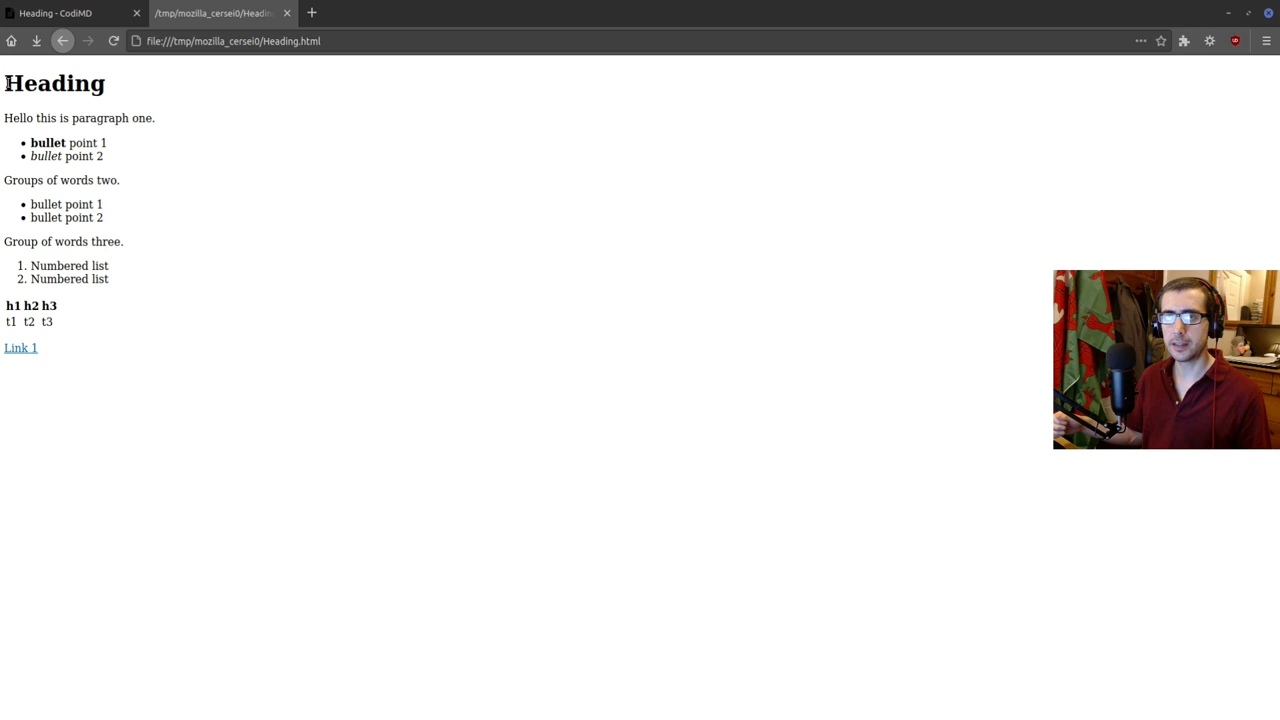 Heading - CodiMD
/tmp/mozilla_cersei0/Headin
file:///tmp/mozilla_cersei0/Heading.html
Heading
Hello this is paragraph one.
• bullet point 1
• bullet point 2
Groups of words two.
• bullet point 1
• bullet point 2
Group of words three.
1. Numbered list
2. Numbered list
h1 h2 h3
t1 t2 t3
Link 1